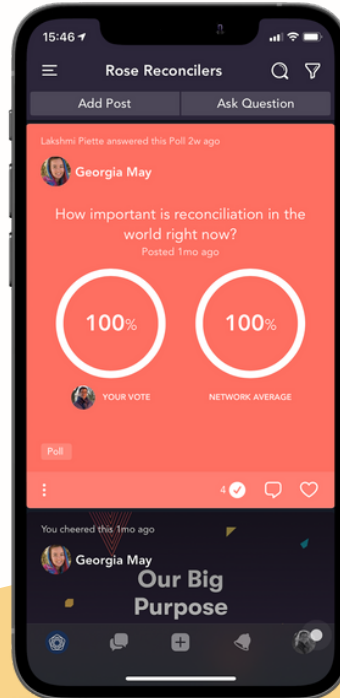 15:46
Rose Reconcilers
Add Post Ask Question
Lakshmi Piette answered this Poll 2w ago
Georgia May
How important is reconciliation in the
world right now?
Posted 1mo ago
100% 100%
YOUR VOTE NETWORK AVERAGE
Poll
4
You cheered this 1mo ago
Georgia May
Our Big
Purpose